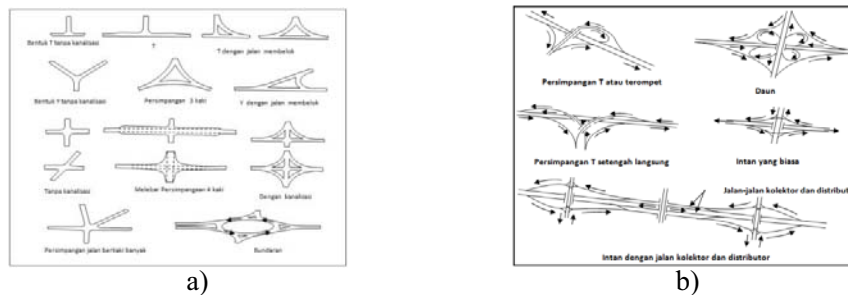 Bentuk T tanpa kanalisasi
T
T dengan jalan membelok
Bentuk Y tanpa kanalisasi
Persimpangan 3 kaki
Y dengan jalan membelok
Tanpa kanalisasi
Melebar Persimpangaan 4 kaki
Dengan kanalisasi
Persimpangan jalan berkaki banyak
Bundaran
a)
Persimpangan T atau terompet
Daun
Persimpangan T setengah langsung
Intan yang biasa
Jalan-jalan kolektor dan distribut
Intan dengan jalan kolektor dan distributor
b)